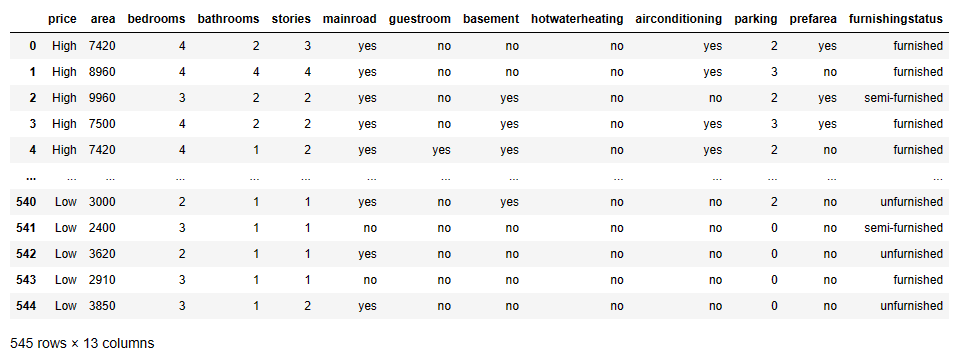 price area bedrooms bathrooms stories mainroad guestroom basement hotwaterheating airconditioning parking prefarea furnishingstatus
0 High 7420 4 2 3 yes no no no yes 2 yes furnished
1 High 8960 4 4 4 yes no no no yes 3 no furnished
2 High 9960 3 2 2 yes no yes no no 2 yes semi-furnished
3 High 7500 4 2 2 yes no yes no yes 3 yes furnished
4 High 7420 4 1 2 yes yes yes no yes 2 no furnished
... ... ... ... ... ... ... ... ... ... ... ... ... ...
540 Low 3000 2 1 1 yes no yes no no 2 no unfurnished
541 Low 2400 3 1 1 no no no no no 0 no semi-furnished
542 Low 3620 2 1 1 yes no no no no 0 no unfurnished
543 Low 2910 3 1 1 no no no no no 0 no furnished
544 Low 3850 3 1 2 yes no no no no 0 no unfurnished
545 rows × 13 columns